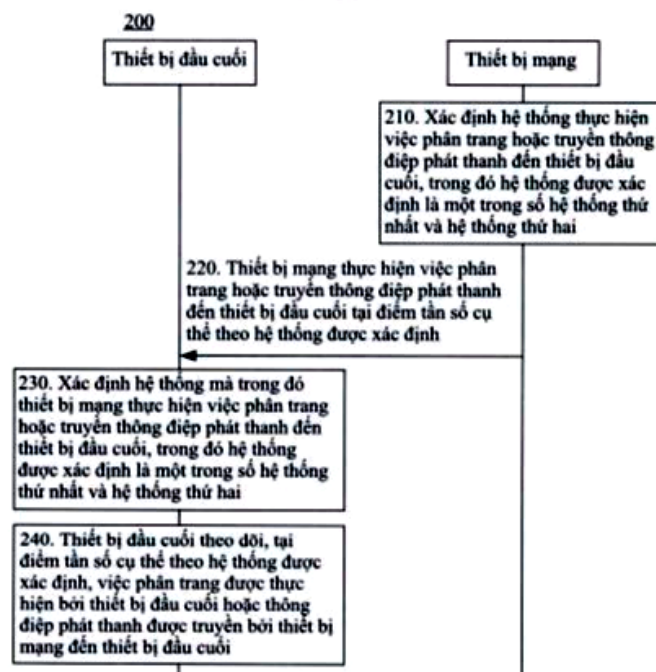 200
Thiết bị đầu cuối
Thiết bị mạng
210. Xác định hệ thống thực hiện
việc phân trang hoặc truyền thông
điệp phát thanh đến thiết bị đầu
cuối, trong đó hệ thống được xác
định là một trong số hệ thống thứ
nhất và hệ thống thứ hai
220. Thiết bị mạng thực hiện việc phân
trang hoặc truyền thông điệp phát thanh
đến thiết bị đầu cuối tại điểm tần số cụ
thể theo hệ thống được xác định
230. Xác định hệ thống mà trong đó
thiết bị mạng thực hiện việc phân trang
hoặc truyền thông điệp phát thanh đến
thiết bị đầu cuối, trong đó hệ thống
được xác định là một trong số hệ thống
thứ nhất và hệ thống thứ hai
240. Thiết bị đầu cuối theo dõi, tại
điểm tần số cụ thể theo hệ thống được
xác định, việc phân trang được thực
hiện bởi thiết bị đầu cuối hoặc thông
điệp phát thanh được truyền bởi thiết bị
mạng đến thiết bị đầu cuối